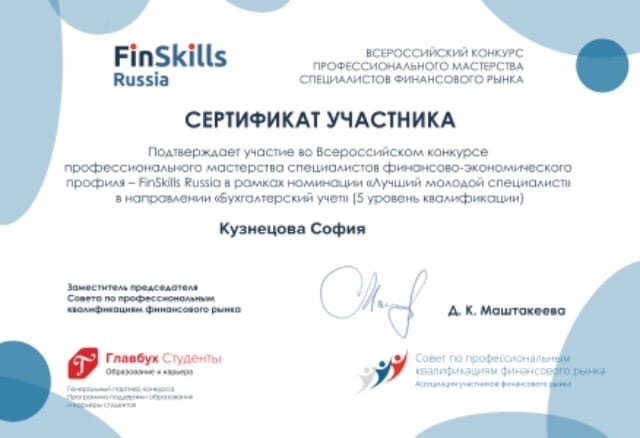 FinSkills
Russia
ВСЕРОССИЙСКИЙ КОНКУРС
ПРОФЕССИОНАЛЬНОГО МАСТЕРСТВА
СПЕЦИАЛИСТОВ ФИНАНСОВОГО РЫНКА
СЕРТИФИКАТ УЧАСТНИКА
Подтверждает участие во Всероссийском конкурсе
профессионального мастерства специалистов финансово-экономического
профиля – FinSkills Russia в рамках номинации «Лучший молодой специалист»
в направлении «Бухгалтерский учет» (5 уровень квалификации)
Кузнецова София
Заместитель председателя
Совета по профессиональным
квалификациям финансового рынка
Д. К. Маштакеева
Главбух Студенты
Образование и карьера
Генеральный партнер конкурса
Программа поддержки образования
и карьеры студентов
Совет по профессиональным
квалификациям финансового рынка
Ассоциация участников финансового рынка